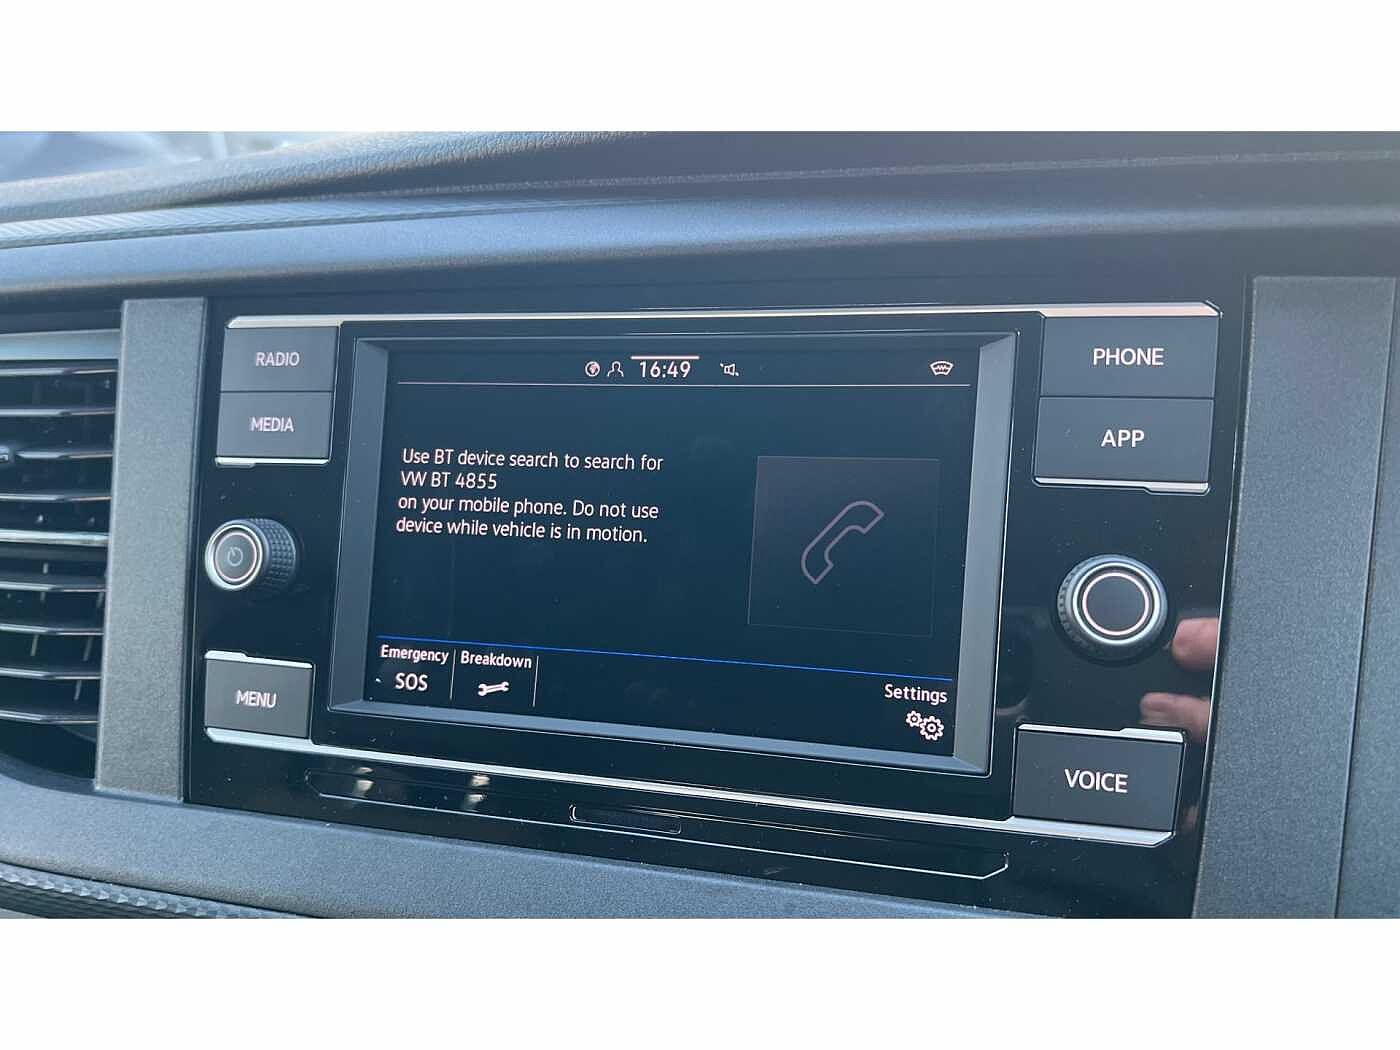 RADIO
MEDIA
MENU
16:49
Use BT device search to search for
VW BT 4855
on your mobile phone. Do not use
device while vehicle is in motion.
Emergency
SOS
Breakdown
Settings
PHONE
APP
VOICE